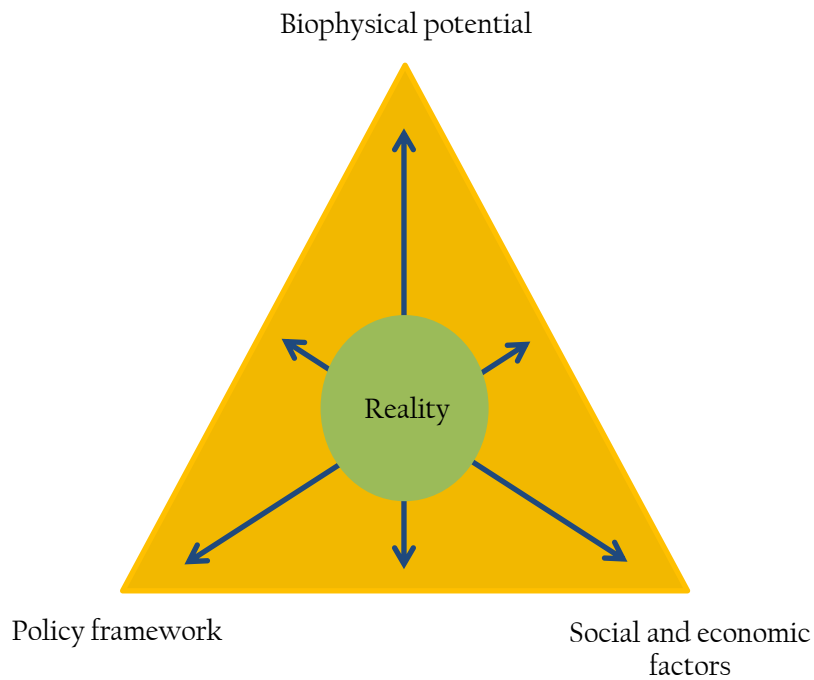 Biophysical potential
Reality
Policy framework
Social and economic
factors